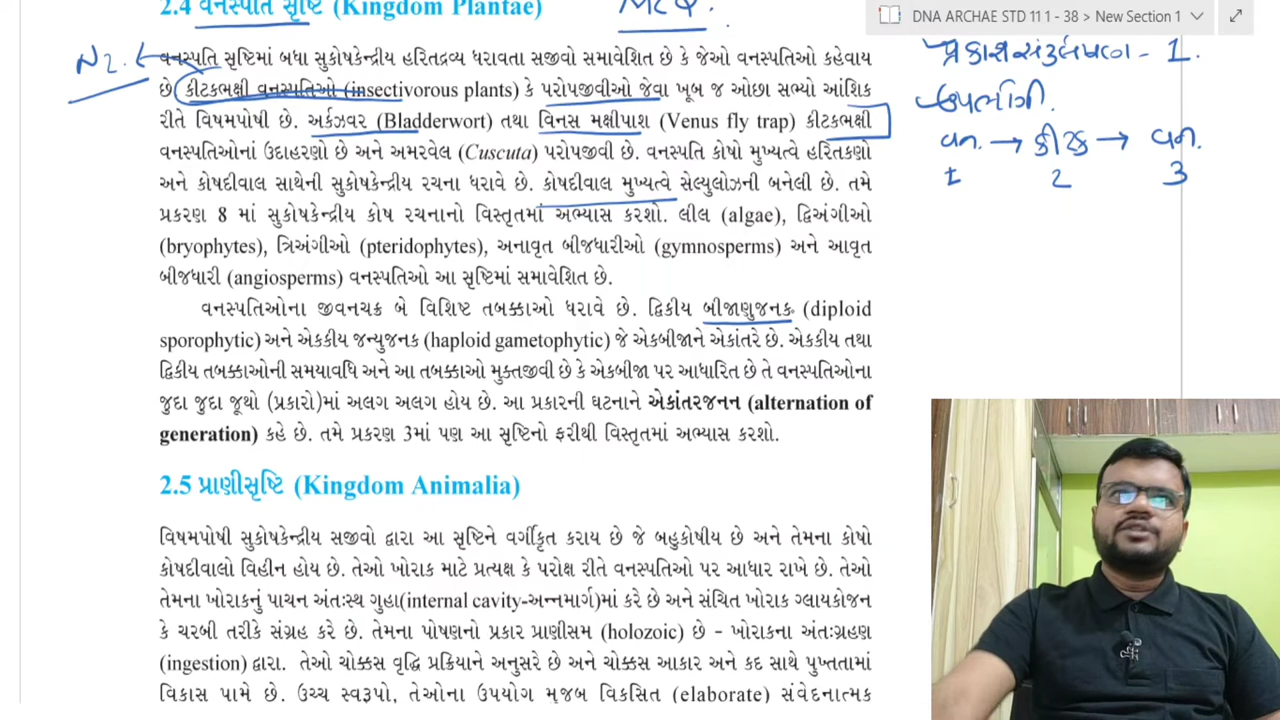 2.4 વનસ્પતિ સૃષ્ટિ (Kingdom Plantae)
MCQ.
DNA ARCHAE STD 11 1 - 38 > New Section 1
પ્રકાશસંશ્લેષણ - 1.
N2.
વનસ્પતિ સૃષ્ટિમાં બધા સુકોષકેન્દ્રીય હરિતદ્રવ્ય ધરાવતા સજીવો સમાવેશિત છે કે જેઓ વનસ્પતિઓ કહેવાય
છે કીટકભક્ષી વનસ્પતિઓ (insectivorous plants) કે પરોપજીવીઓ જેવા ખૂબ જ ઓછા સભ્યો આંશિક
ઉપભોગી.
રીતે વિષમપોષી છે. અર્કઝવર (Bladderwort) તથા વિનસ મક્ષીપાશ (Venus fly trap) કીટકભક્ષી
વન. → કીટક → વન.
વનસ્પતિઓનાં ઉદાહરણો છે અને અમરવેલ (Cuscuta) પરોપજીવી છે. વનસ્પતિ કોષો મુખ્યત્વે હરિતકણો
1 2 3
અને કોષદીવાલ સાથેની સુકોષકેન્દ્રીય રચના ધરાવે છે. કોષદીવાલ મુખ્યત્વે સેલ્યુલોઝની બનેલી છે. તમે
પ્રકરણ 8 માં સુકોષકેન્દ્રીય કોષ રચનાનો વિસ્તૃતમાં અભ્યાસ કરશો. લીલ (algae), દ્વિઅંગીઓ
(bryophytes), ત્રિઅંગીઓ (pteridophytes), અનાવૃત બીજધારીઓ (gymnosperms) અને આવૃત
બીજધારી (angiosperms) વનસ્પતિઓ આ સૃષ્ટિમાં સમાવેશિત છે.
વનસ્પતિઓના જીવનચક્ર બે વિશિષ્ટ તબક્કાઓ ધરાવે છે. દ્વિકીય બીજાણુજનક (diploid
sporophytic) અને એકકીય જન્યુજનક (haploid gametophytic) જે એકબીજાને એકાંતરે છે. એકકીય તથા
દ્વિકીય તબક્કાઓની સમયાવધિ અને આ તબક્કાઓ મુક્તજીવી છે કે એકબીજા પર આધારિત છે તે વનસ્પતિઓના
જુદા જુદા જૂથો (પ્રકારો)માં અલગ અલગ હોય છે. આ પ્રકારની ઘટનાને એકાંતરજનન (alternation of
generation) કહે છે. તમે પ્રકરણ 3માં પણ આ સૃષ્ટિનો ફરીથી વિસ્તૃતમાં અભ્યાસ કરશો.
2.5 પ્રાણીસૃષ્ટિ (Kingdom Animalia)
વિષમપોષી સુકોષકેન્દ્રીય સજીવો દ્વારા આ સૃષ્ટિને વર્ગીકૃત કરાય છે જે બહુકોષીય છે અને તેમના કોષો
કોષદીવાલો વિહીન હોય છે. તેઓ ખોરાક માટે પ્રત્યક્ષ કે પરોક્ષ રીતે વનસ્પતિઓ પર આધાર રાખે છે. તેઓ
તેમના ખોરાકનું પાચન અંતઃસ્થ ગુહા(internal cavity-અન્નમાર્ગ)માં કરે છે અને સંચિત ખોરાક ગ્લાયકોજન
કે ચરબી તરીકે સંગ્રહ કરે છે. તેમના પોષણનો પ્રકાર પ્રાણીસમ (holozoic) છે - ખોરાકના અંતઃગ્રહણ
(ingestion) દ્વારા. તેઓ ચોક્કસ વૃદ્ધિ પ્રક્રિયાને અનુસરે છે અને ચોક્કસ આકાર અને કદ સાથે પુખ્તતામાં
વિકાસ પામે છે. ઉચ્ચ સ્વરૂપો, તેઓના ઉપયોગ મુજબ વિકસિત (elaborate) સંવેદનાત્મક